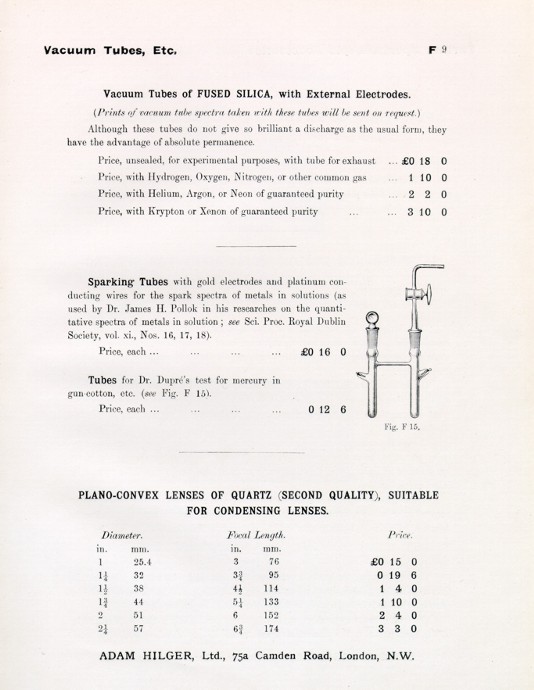 Vacuum Tubes, Etc. F 9
Vacuum Tubes of FUSED SILICA, with External Electrodes.
(Prints of vacuum tube spectra taken with these tubes will be sent on request.)
Although these tubes do not give so brilliant a discharge as the usual form, they
have the advantage of absolute permanence.
Price, unsealed, for experimental purposes, with tube for exhaust ... £0 18 0
Price, with Hydrogen, Oxygen, Nitrogen, or other common gas ... 1 10 0
Price, with Helium, Argon, or Neon of guaranteed purity ... 2 2 0
Price, with Krypton or Xenon of guaranteed purity ... ... 3 10 0
Sparking Tubes with gold electrodes and platinum con-
ducting wires for the spark spectra of metals in solutions (as
used by Dr. James H. Pollok in his researches on the quanti-
tative spectra of metals in solution; see Sci. Proc. Royal Dublin
Society, vol. xi., Nos. 16, 17, 18).
Price, each ... ... ... ... £0 16 0
Tubes for Dr. Dupré's test for mercury in
gun-cotton, etc. (see Fig. F 15).
Price, each ... ... ... ... 0 12 6
Fig. F 15.
PLANO-CONVEX LENSES OF QUARTZ (SECOND QUALITY), SUITABLE
FOR CONDENSING LENSES.
Diameter. Focal Length. Price.
in. mm. in. mm.
1 25.4 3 76 £0 15 0
1¼ 32 3¾ 95 0 19 6
1½ 38 4½ 114 1 4 0
1¾ 44 5¼ 133 1 10 0
2 51 6 152 2 4 0
2¼ 57 6¾ 174 3 3 0
ADAM HILGER, Ltd., 75a Camden Road, London, N.W.